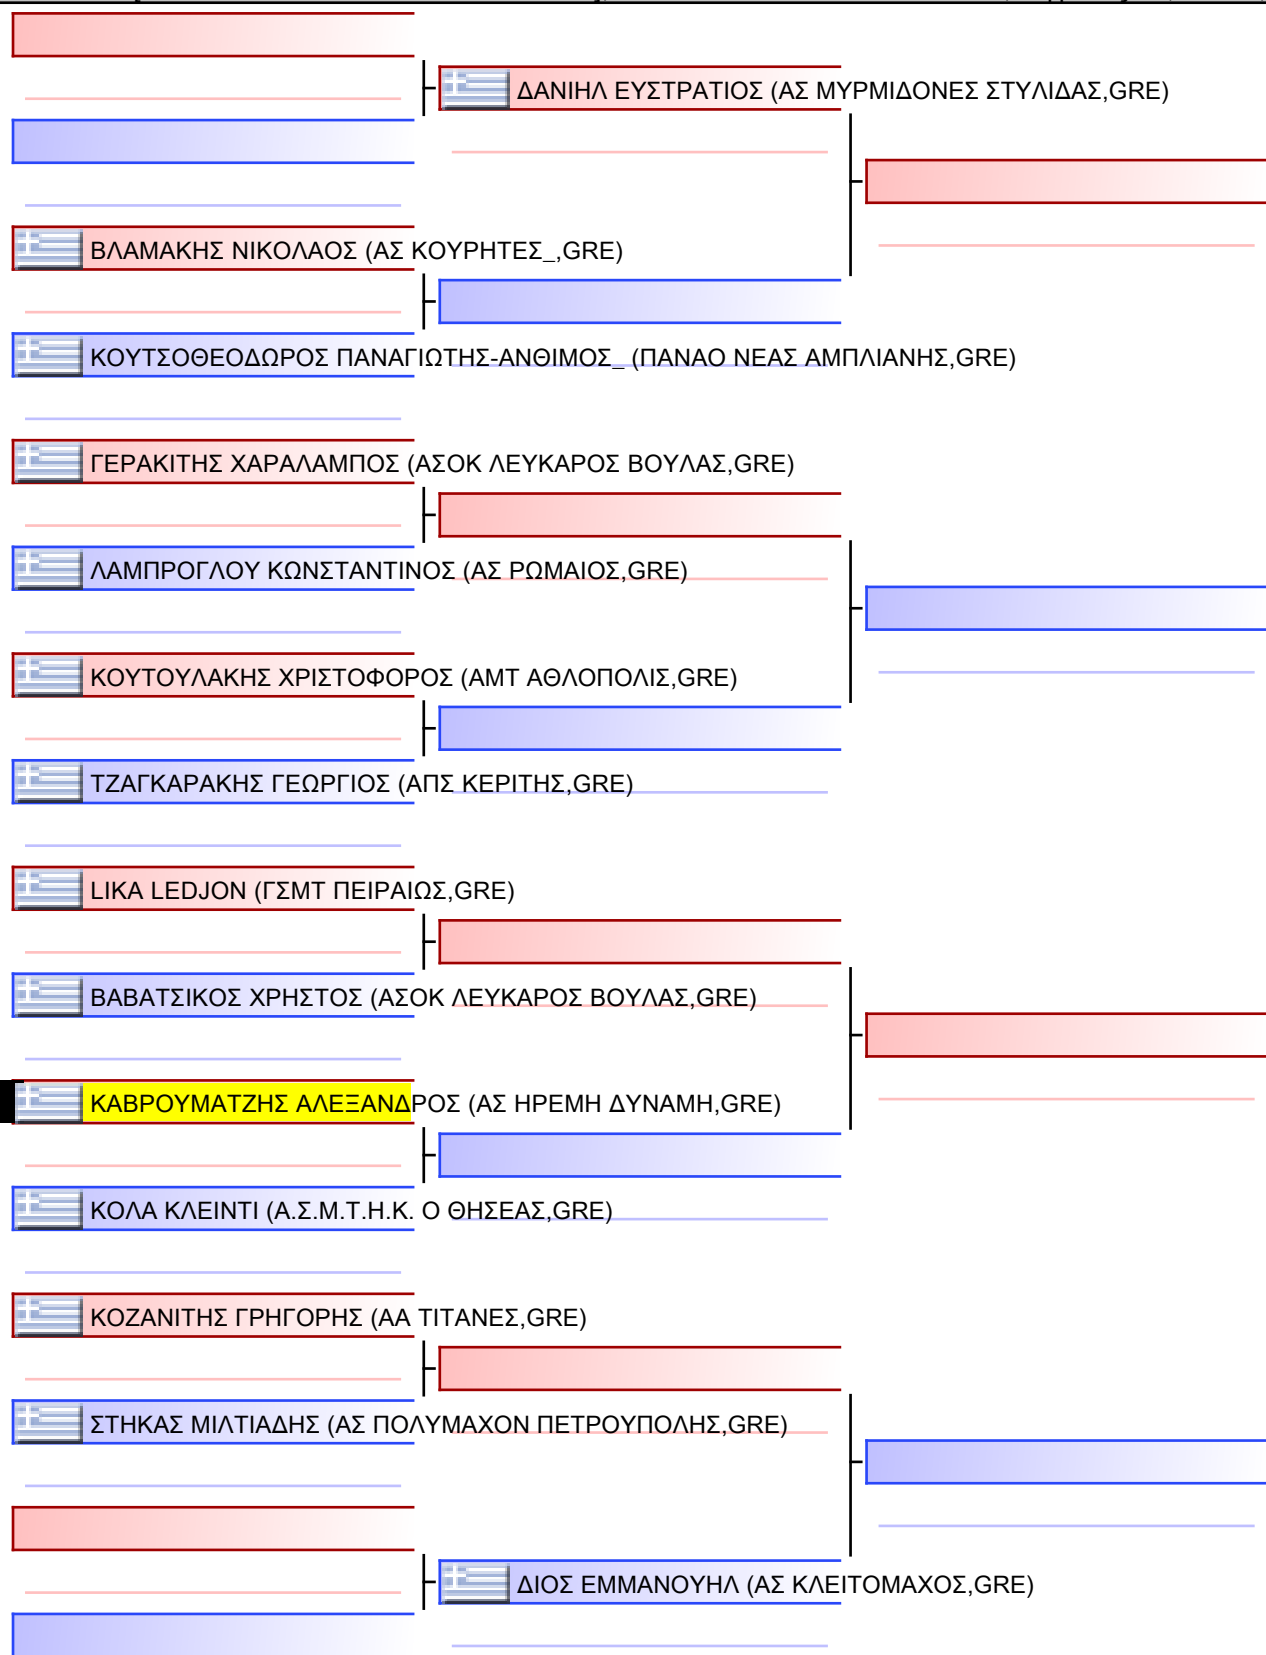 ΔΑΝΙΗΛ ΕΥΣΤΡΑΤΙΟΣ (ΑΣ ΜΥΡΜΙΔΟΝΕΣ ΣΤΥΛΙΔΑΣ,GRE)
ΒΛΑΜΑΚΗΣ ΝΙΚΟΛΑΟΣ (ΑΣ ΚΟΥΡΗΤΕΣ_,GRE)
ΚΟΥΤΣΟΘΕΟΔΩΡΟΣ ΠΑΝΑΓΙΩΤΗΣ-ΑΝΘΙΜΟΣ_ (ΠΑΝΑΟ ΝΕΑΣ ΑΜΠΛΙΑΝΗΣ,GRE)
ΓΕΡΑΚΙΤΗΣ ΧΑΡΑΛΑΜΠΟΣ (ΑΣΟΚ ΛΕΥΚΑΡΟΣ ΒΟΥΛΑΣ,GRE)
ΛΑΜΠΡΟΓΛΟΥ ΚΩΝΣΤΑΝΤΙΝΟΣ (ΑΣ ΡΩΜΑΙΟΣ,GRE)
ΚΟΥΤΟΥΛΑΚΗΣ ΧΡΙΣΤΟΦΟΡΟΣ (ΑΜΤ ΑΘΛΟΠΟΛΙΣ,GRE)
ΤΖΑΓΚΑΡΑΚΗΣ ΓΕΩΡΓΙΟΣ (ΑΠΣ ΚΕΡΙΤΗΣ,GRE)
LIKA LEDJON (ΓΣΜΤ ΠΕΙΡΑΙΩΣ,GRE)
ΒΑΒΑΤΣΙΚΟΣ ΧΡΗΣΤΟΣ (ΑΣΟΚ ΛΕΥΚΑΡΟΣ ΒΟΥΛΑΣ,GRE)
ΚΑΒΡΟΥΜΑΤΖΗΣ ΑΛΕΞΑΝΔΡΟΣ (ΑΣ ΗΡΕΜΗ ΔΥΝΑΜΗ,GRE)
ΚΟΛΑ ΚΛΕΙΝΤΙ (Α.Σ.Μ.Τ.Η.Κ. Ο ΘΗΣΕΑΣ,GRE)
ΚΟΖΑΝΙΤΗΣ ΓΡΗΓΟΡΗΣ (ΑΑ ΤΙΤΑΝΕΣ,GRE)
ΣΤΗΚΑΣ ΜΙΛΤΙΑΔΗΣ (ΑΣ ΠΟΛΥΜΑΧΟΝ ΠΕΤΡΟΥΠΟΛΗΣ,GRE)
ΔΙΟΣ ΕΜΜΑΝΟΥΗΛ (ΑΣ ΚΛΕΙΤΟΜΑΧΟΣ,GRE)